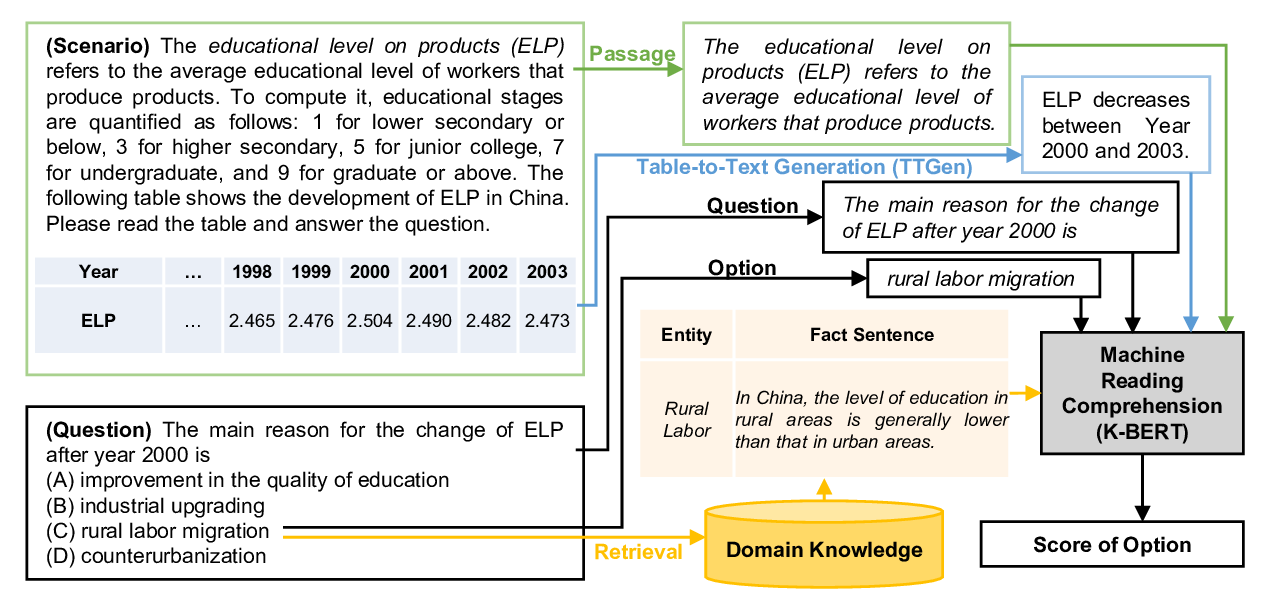 (Scenario) The educational level on products (ELP)
refers to the average educational level of workers that
produce products. To compute it, educational stages
are quantified as follows: 1 for lower secondary or
below, 3 for higher secondary, 5 for junior college, 7
for undergraduate, and 9 for graduate or above. The
following table shows the development of ELP in China.
Please read the table and answer the question.
Year ... 1998 1999 2000 2001 2002 2003
ELP ... 2.465 2.476 2.504 2.490 2.482 2.473
Passage
The educational level on
products (ELP) refers to the
average educational level of
workers that produce products.
ELP decreases
between Year
2000 and 2003.
Table-to-Text Generation (TTGen)
Question
The main reason for the change
of ELP after year 2000 is
Option
rural labor migration
Entity Fact Sentence
Rural
Labor
In China, the level of education in
rural areas is generally lower
than that in urban areas.
Machine
Reading
Comprehension
(K-BERT)
(Question) The main reason for the change of ELP
after year 2000 is
(A) improvement in the quality of education
(B) industrial upgrading
(C) rural labor migration
(D) counterurbanization
Retrieval
Domain Knowledge
Score of Option